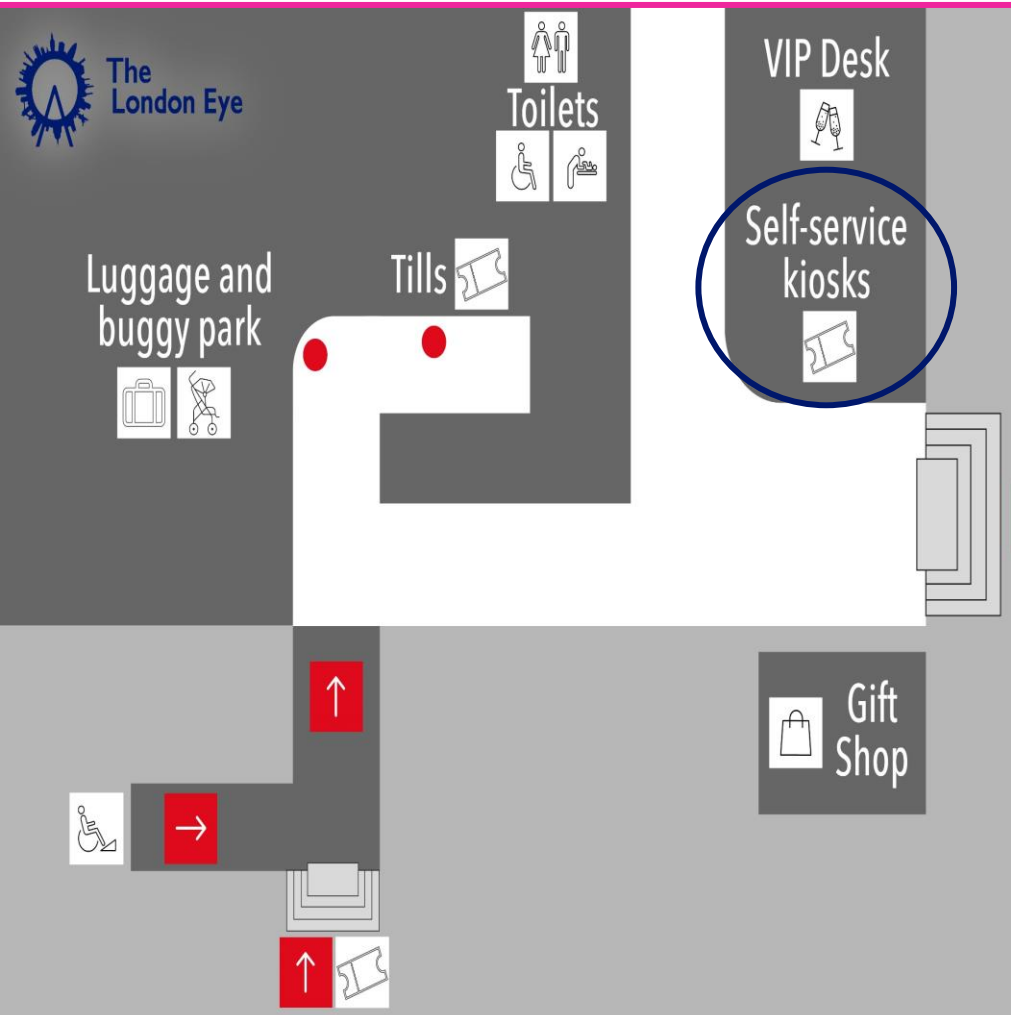 The
London Eye
Toilets
VIP Desk
Self-service
kiosks
Luggage and
buggy park
Tills
Gift
Shop